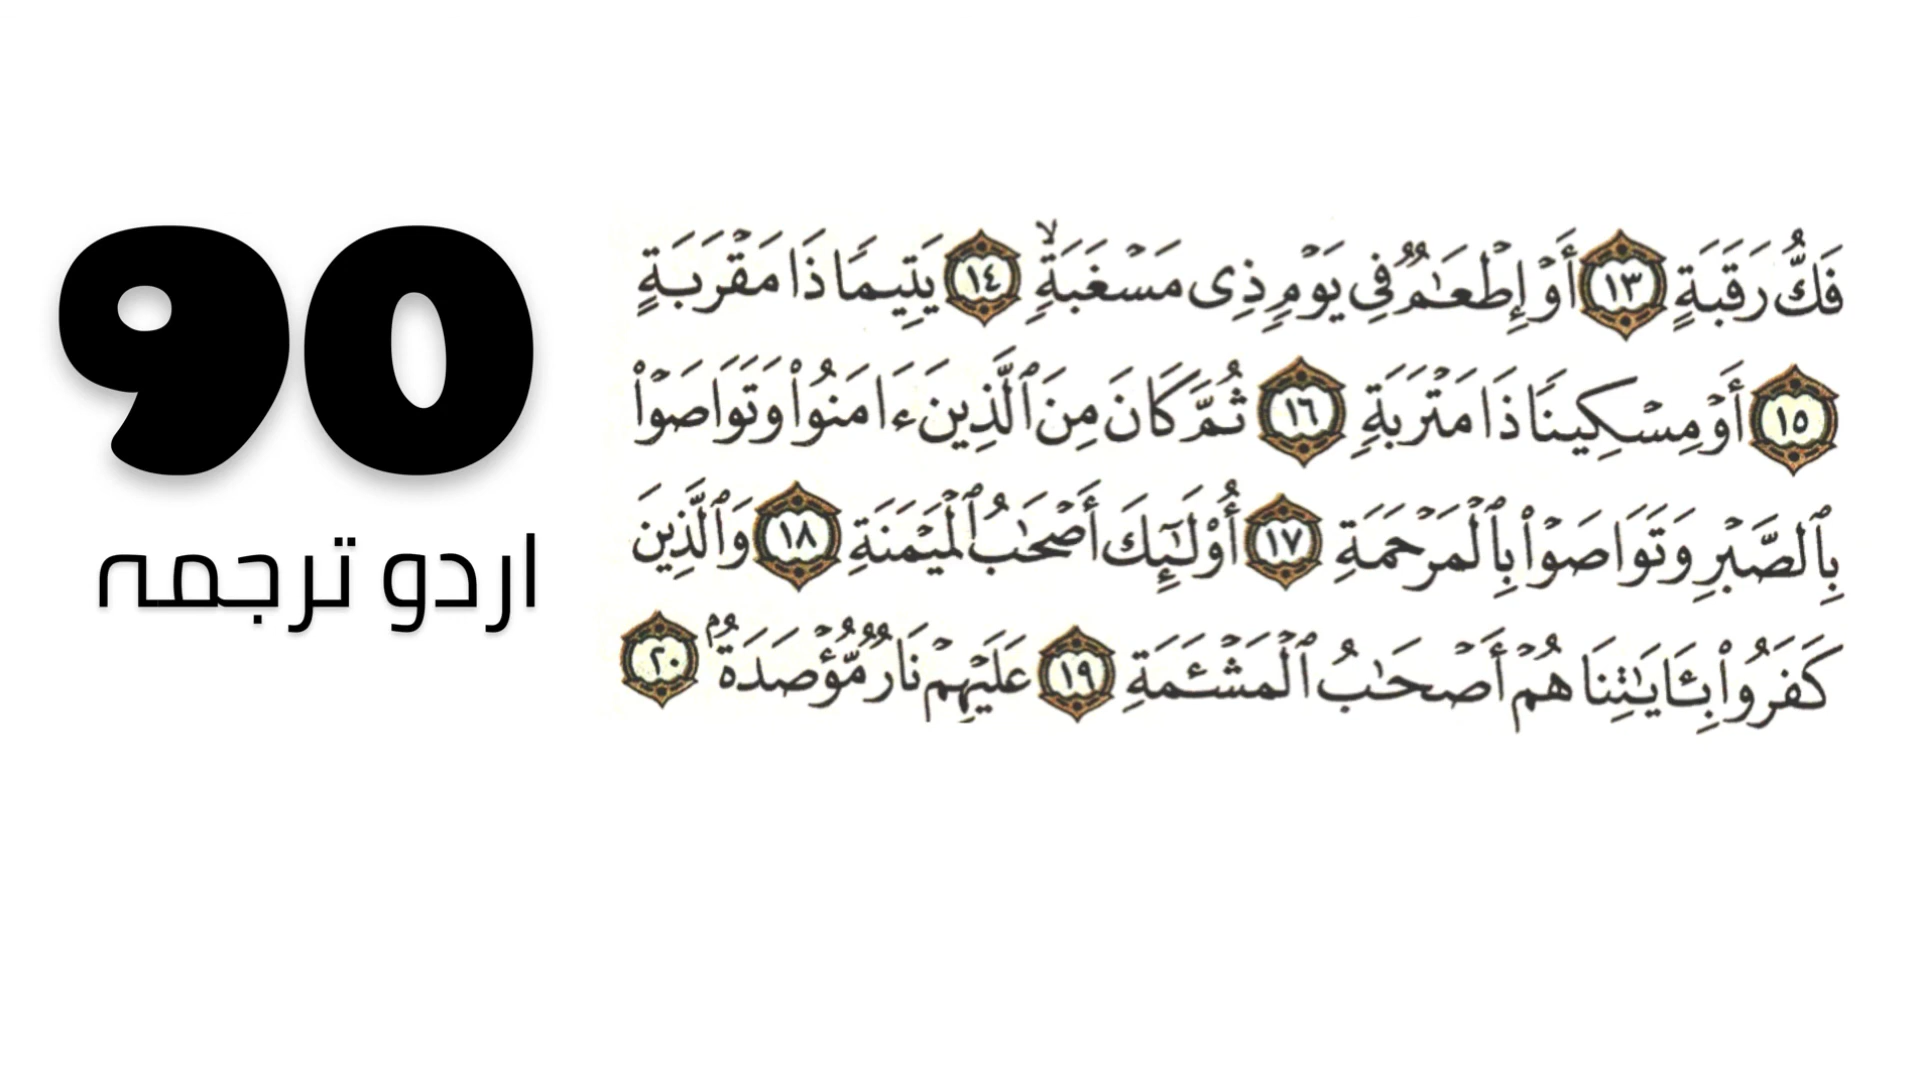 90
اردو ترجمہ
فَكُّ رَقَبَةٍ ١٣ أَوْ إِطْعَٰمٌ فِى يَوْمٍ ذِى مَسْغَبَةٍ ۙ ١٤ يَتِيمًا ذَا مَقْرَبَةٍ
١٥ أَوْ مِسْكِينًا ذَا مَتْرَبَةٍ ١٦ ثُمَّ كَانَ مِنَ ٱلَّذِينَ ءَامَنُوا۟ وَتَوَاصَوْا۟
بِٱلصَّبْرِ وَتَوَاصَوْا۟ بِٱلْمَرْحَمَةِ ١٧ أُو۟لَٰٓئِكَ أَصْحَٰبُ ٱلْمَيْمَنَةِ ١٨ وَٱلَّذِينَ
كَفَرُوا۟ بِـَٔايَٰتِنَا هُمْ أَصْحَٰبُ ٱلْمَشْـَٔمَةِ ١٩ عَلَيْهِمْ نَارٌ مُّؤْصَدَةٌۢ ٢٠